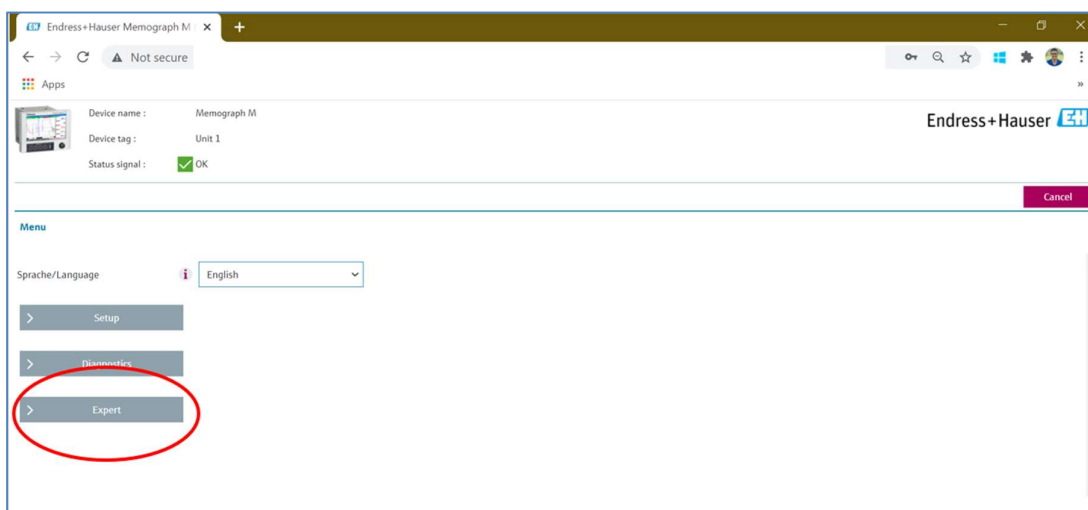 Endress+Hauser Memograph M
Not secure
Apps
»
Device name : Memograph M
Device tag : Unit 1
Status signal : OK
Endress+Hauser EH
Cancel
Menu
Sprache/Language i English
Setup
Diagnostics
Expert